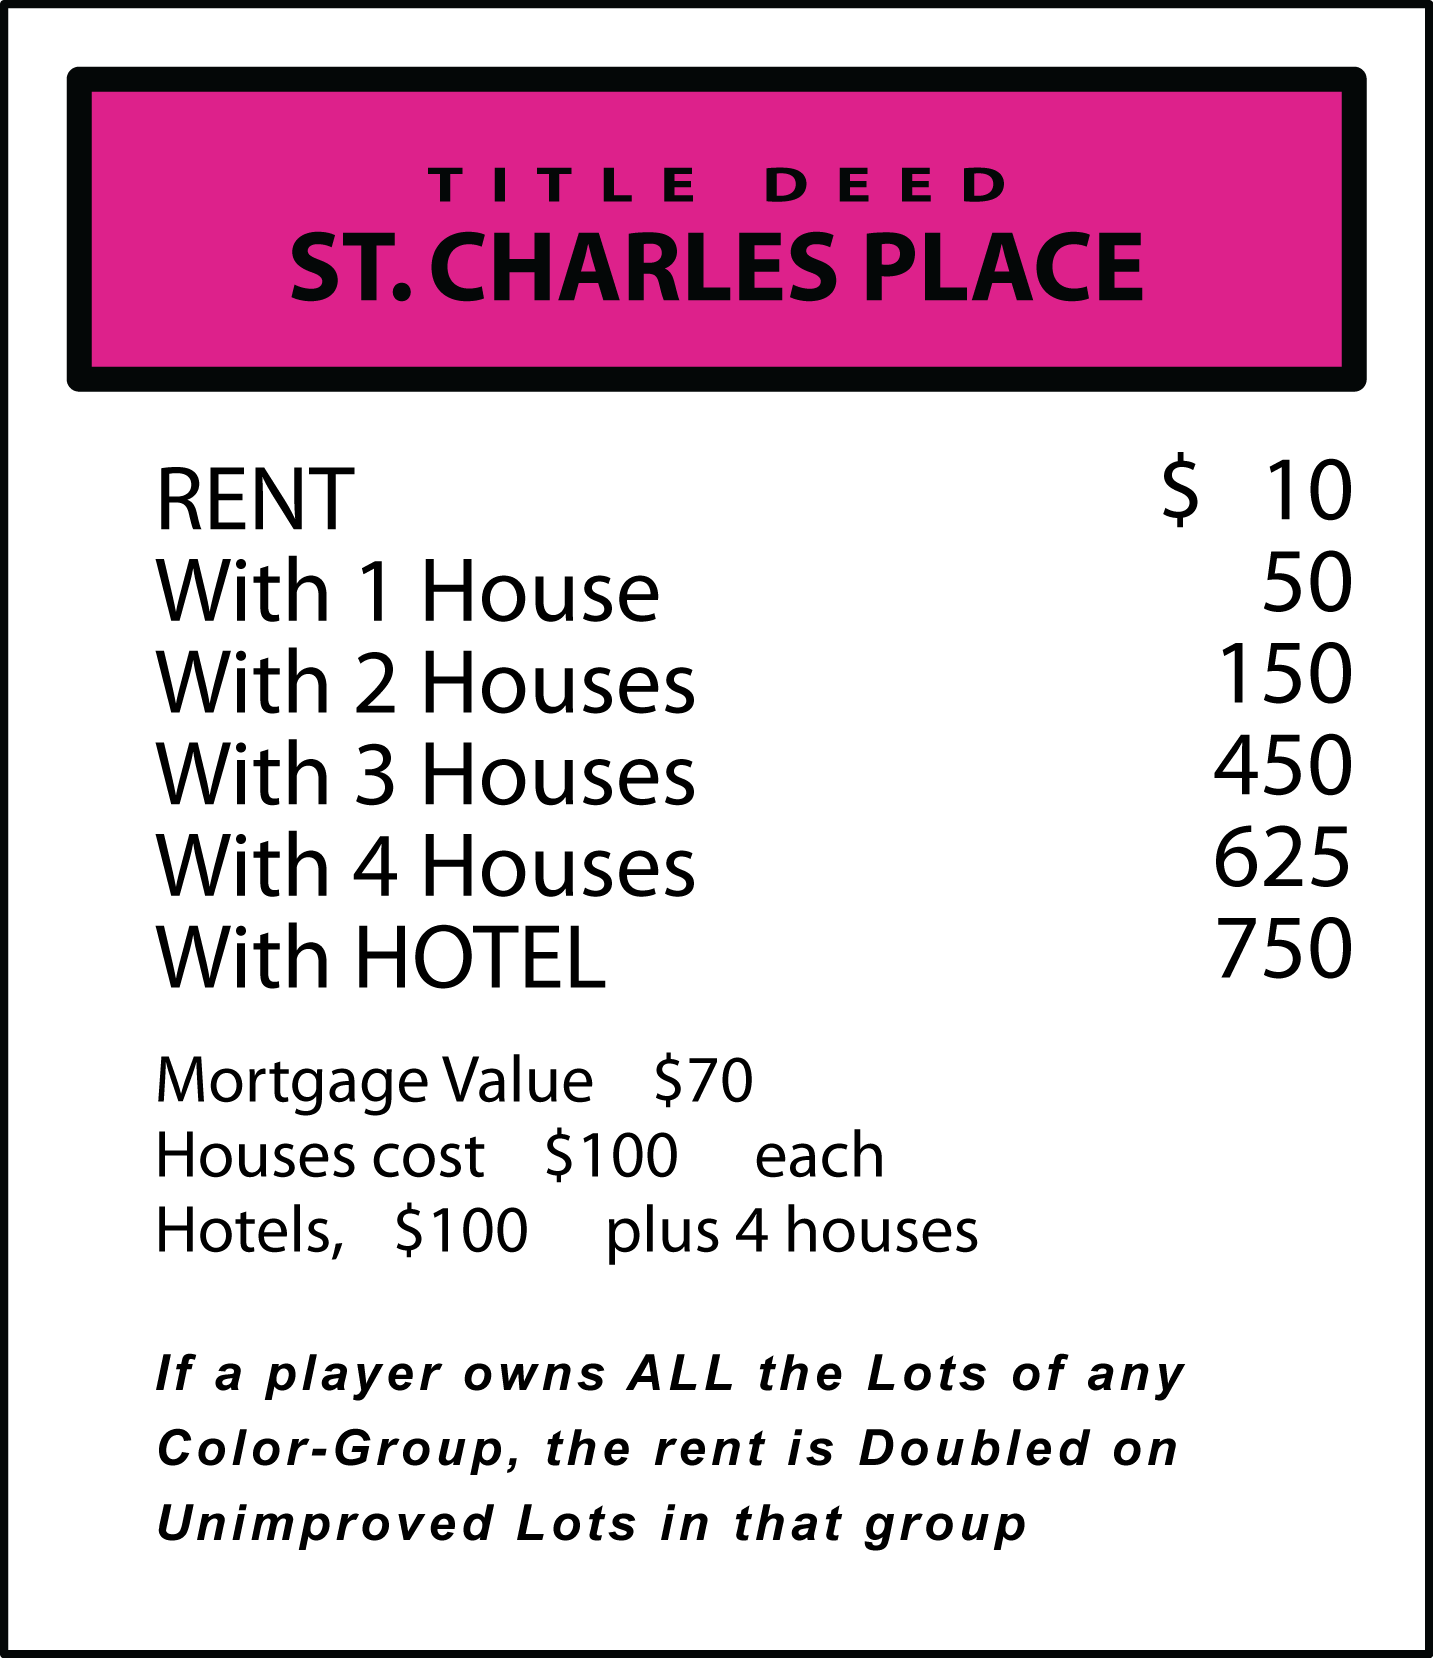 TITLE DEED
ST. CHARLES PLACE
RENT $ 10
With 1 House 50
With 2 Houses 150
With 3 Houses 450
With 4 Houses 625
With HOTEL 750
Mortgage Value $70
Houses cost $100 each
Hotels, $100 plus 4 houses
If a player owns ALL the Lots of any
Color-Group, the rent is Doubled on
Unimproved Lots in that group